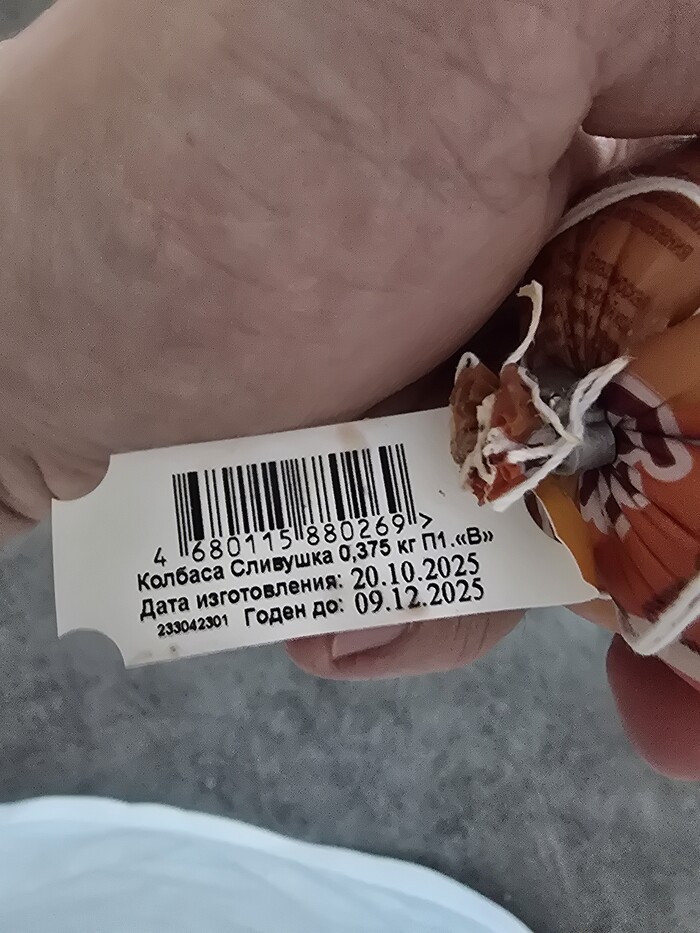 4 680115 880269 >
Колбаса Сливушка 0,375 кг П1.«В»
Дата изготовления: 20.10.2025
233042301 Годен до: 09.12.2025